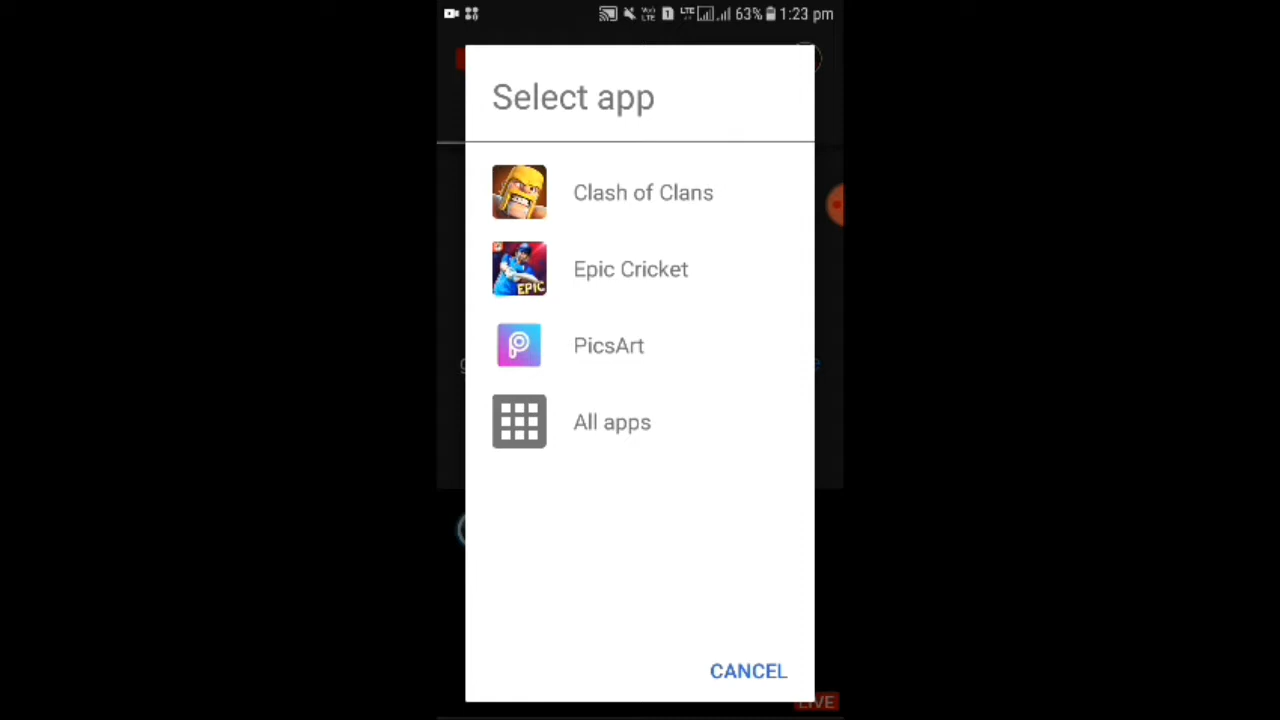 63% 1:23 pm
Select app
Clash of Clans
EPIC
Epic Cricket
PicsArt
All apps
CANCEL
LIVE